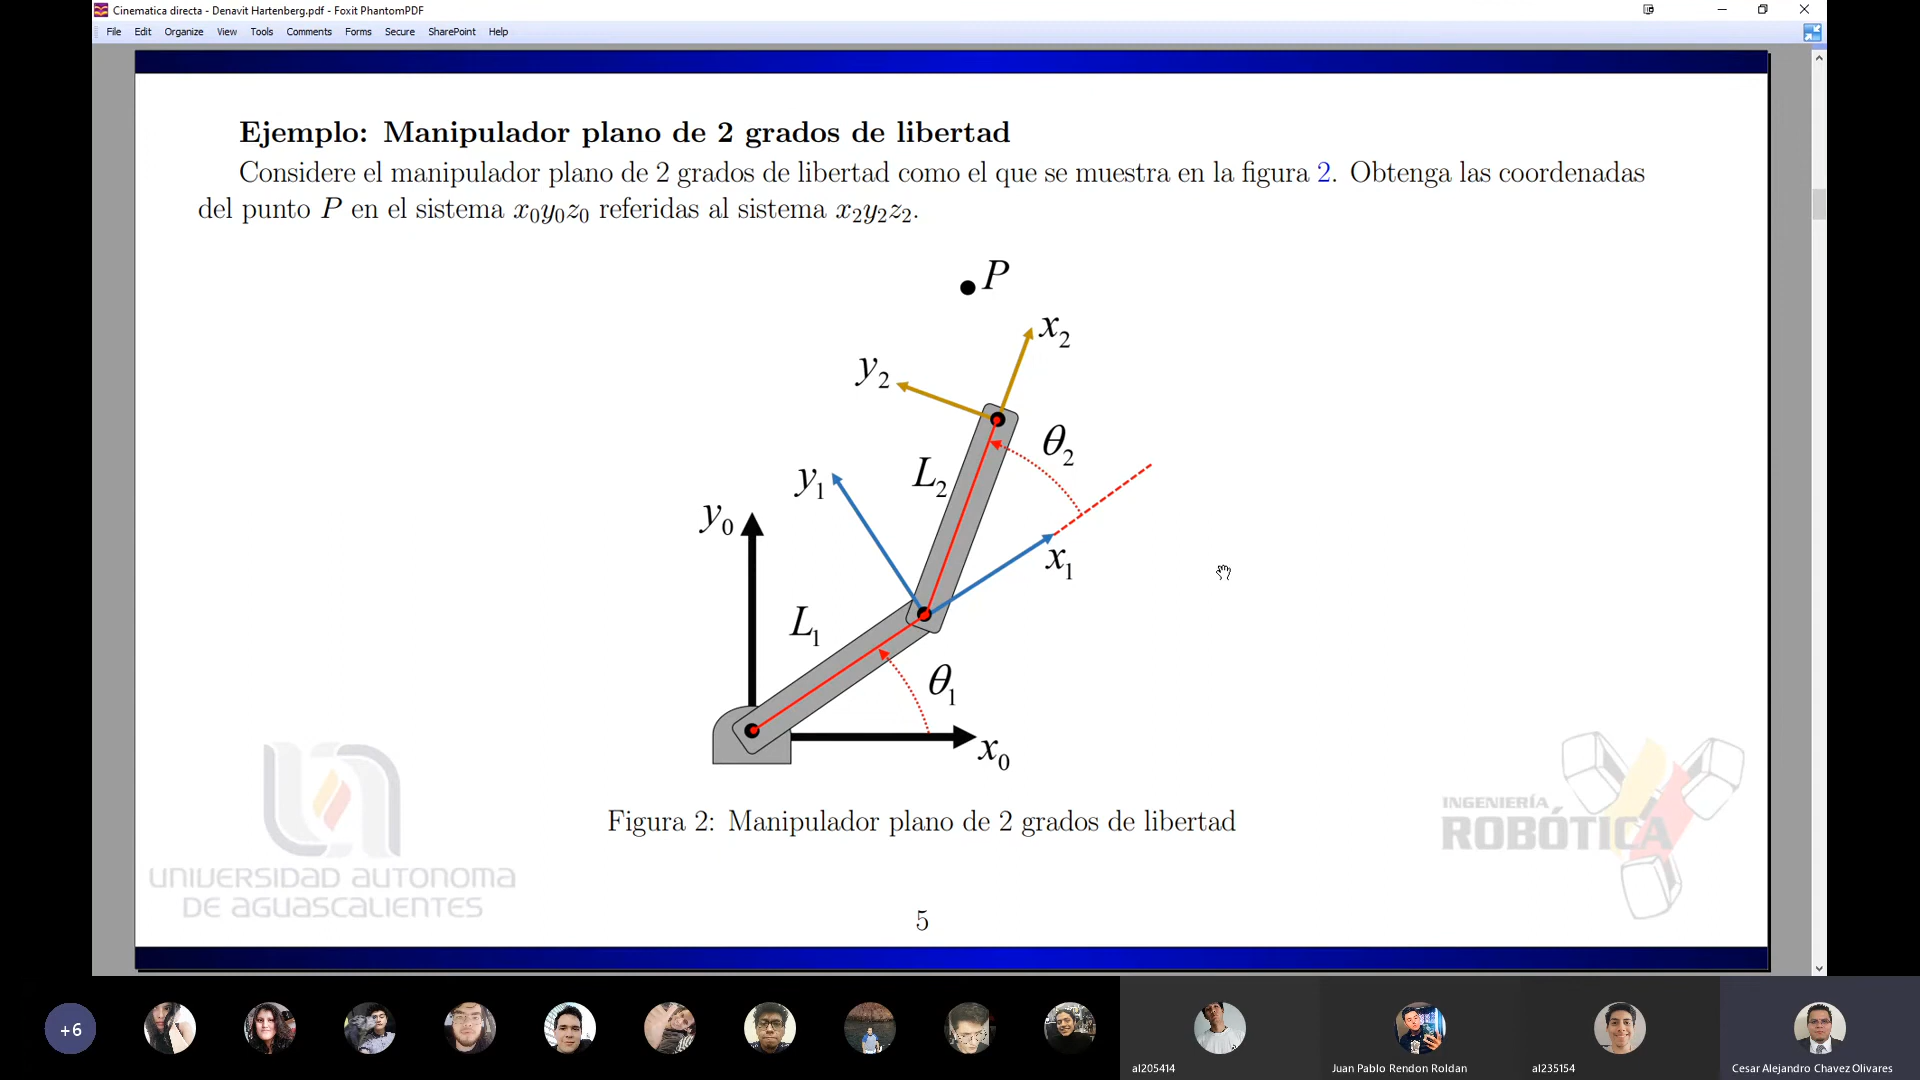 Cinematica directa - Denavit Hartenberg.pdf - Foxit PhantomPDF
File Edit Organize View Tools Comments Forms Secure SharePoint Help
Ejemplo: Manipulador plano de 2 grados de libertad
Considere el manipulador plano de 2 grados de libertad como el que se muestra en la figura 2. Obtenga las coordenadas
del punto P en el sistema x₀y₀z₀ referidas al sistema x₂y₂z₂.
P
x₂
y₂
θ₂
L₂
y₁
y₀
x₁
L₁
θ₁
x₀
Figura 2: Manipulador plano de 2 grados de libertad
UNIVERSIDAD AUTONOMA
DE AGUASCALIENTES
INGENIERÍA
ROBÓTICA
5
+6
al205414
Juan Pablo Rendon Roldan
al235154
Cesar Alejandro Chavez Olivares